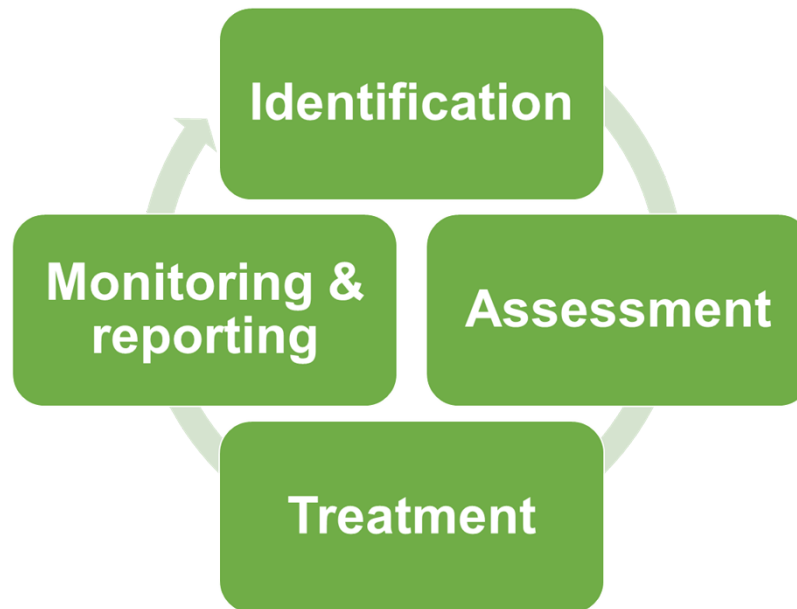 Identification
Assessment
Treatment
Monitoring &
reporting